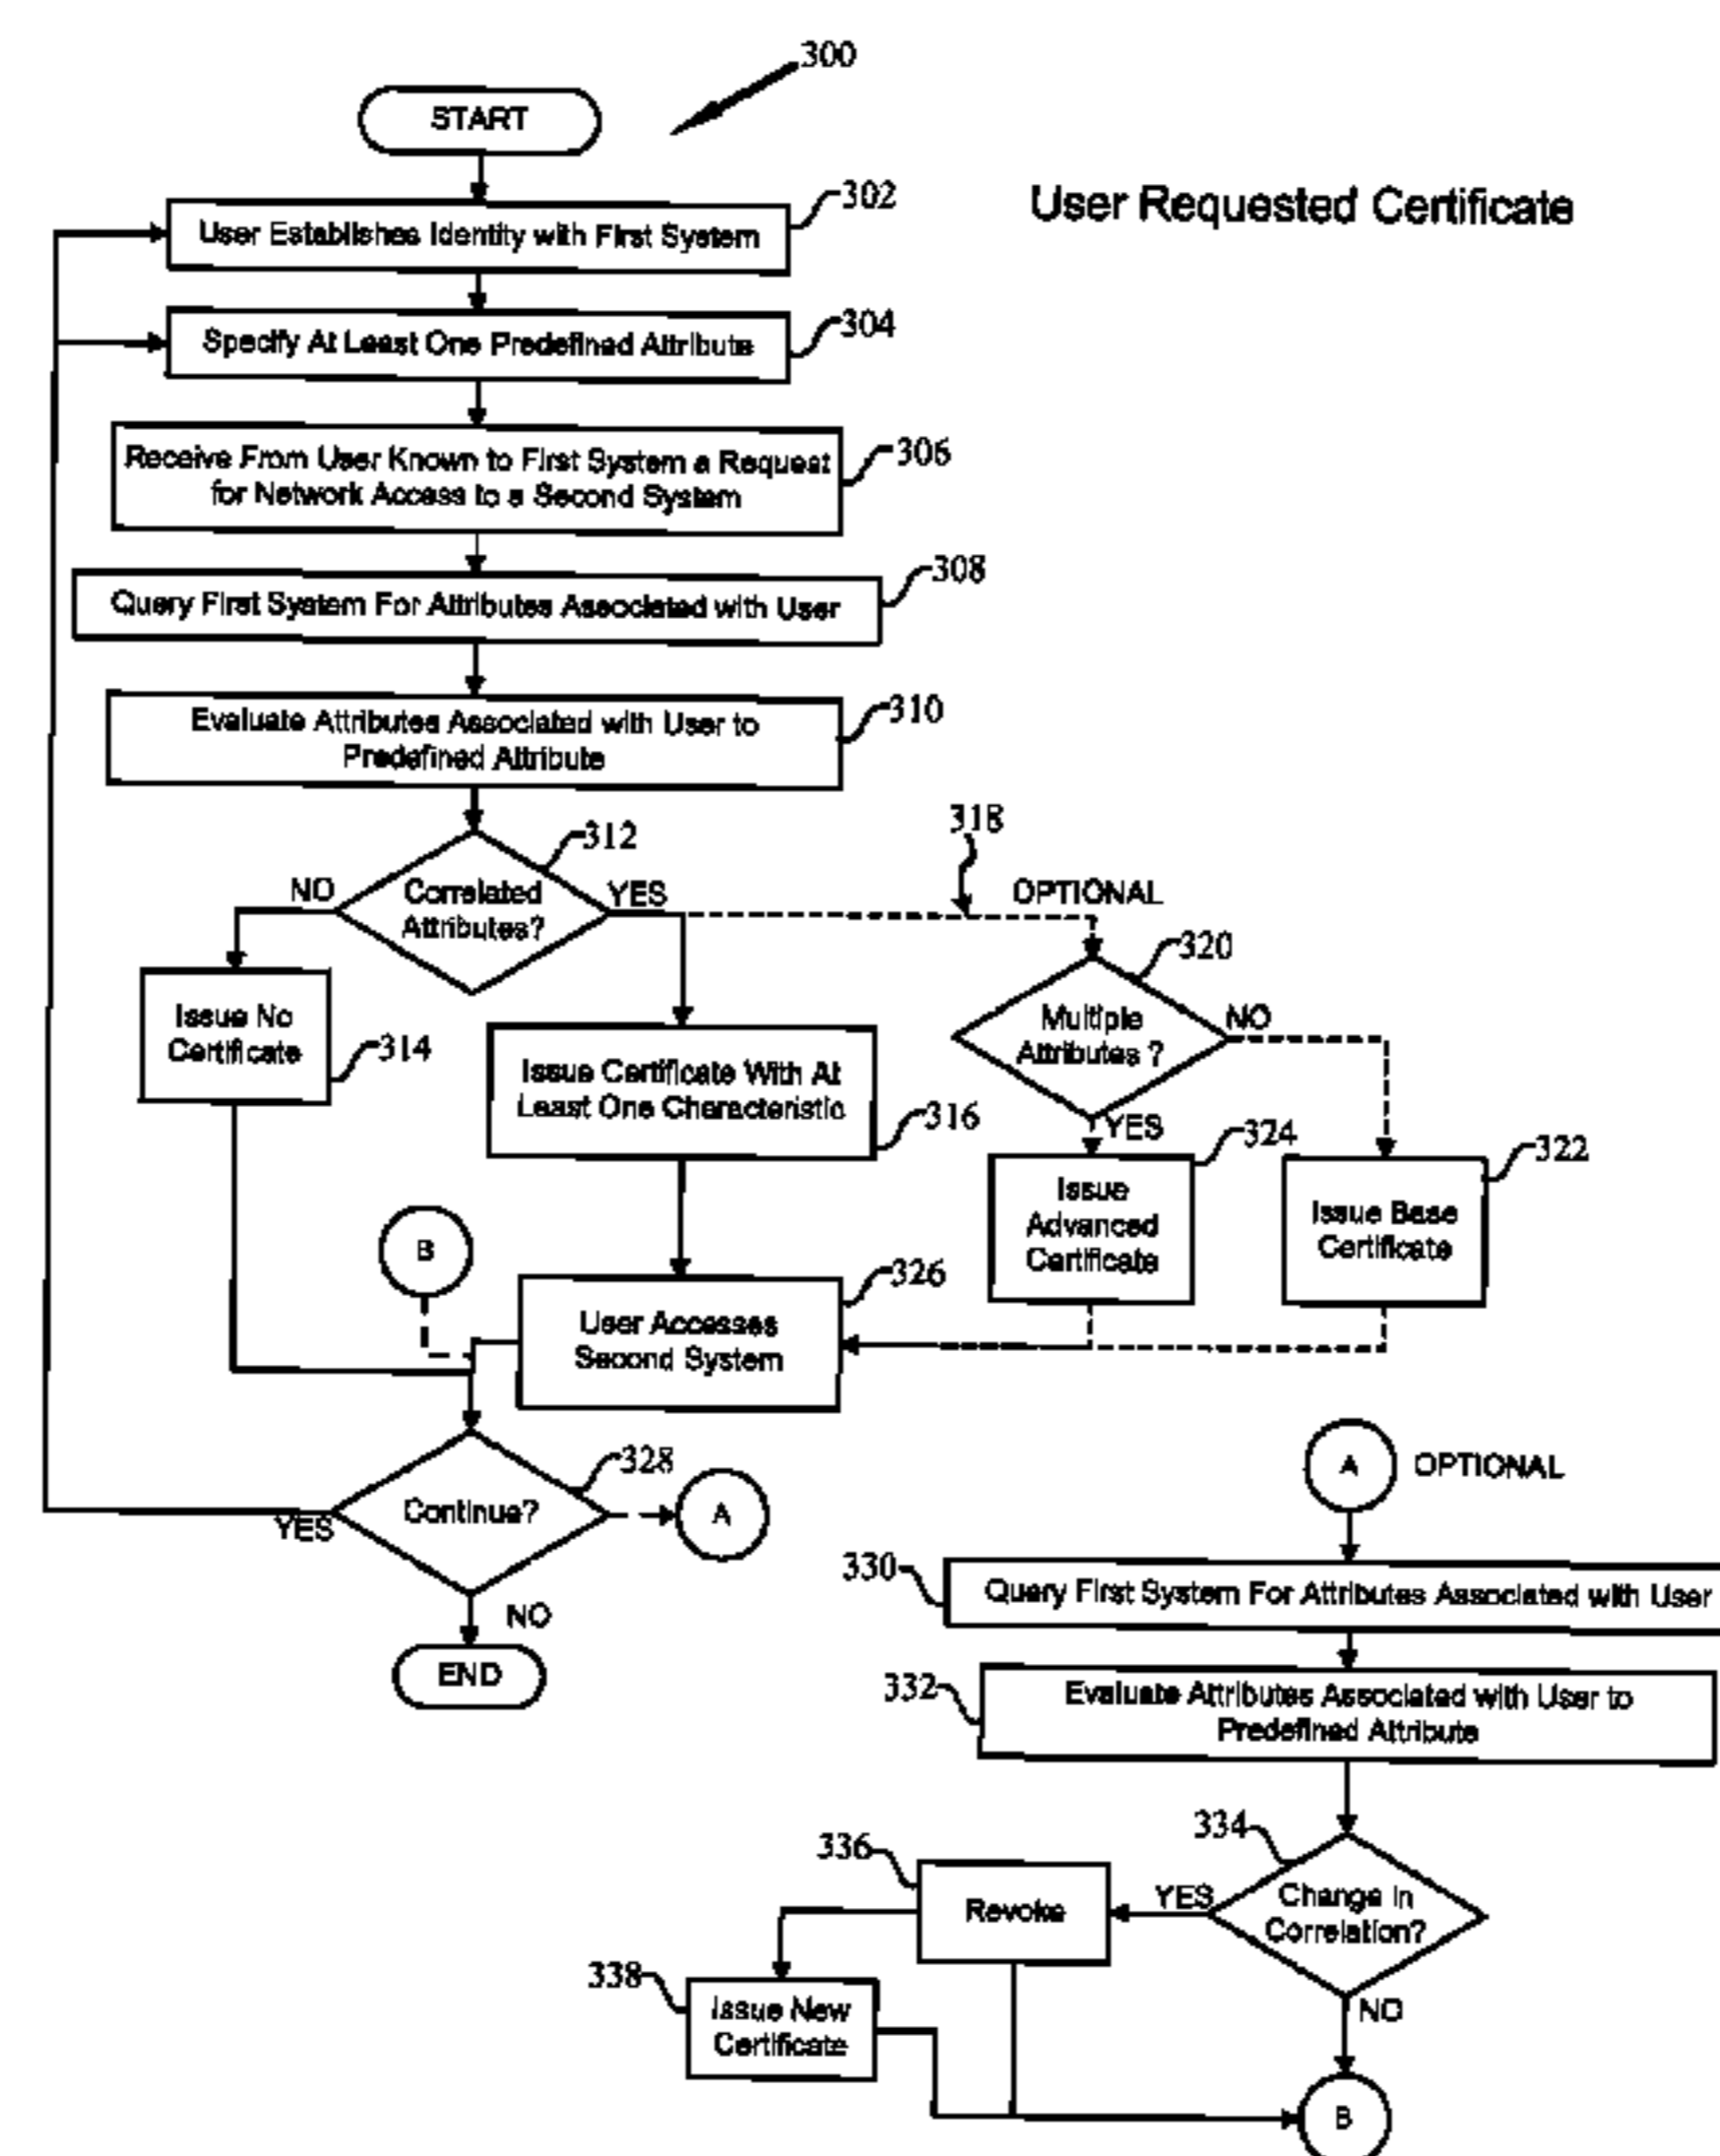 300
START
User Requested Certificate
302
User Establishes Identity with First System
304
Specify At Least One Predefined Attribute
306
Receive From User Known to First System a Request
for Network Access to a Second System
308
Query First System For Attributes Associated with User
310
Evaluate Attributes Associated with User to
Predefined Attribute
312
318
NO
Correlated
Attributes?
YES
OPTIONAL
320
Issue No
Certificate
314
Multiple
Attributes ?
NO
Issue Certificate With At
Least One Characteristic
316
YES
324
322
Issue
Advanced
Certificate
Issue Base
Certificate
B
326
User Accesses
Second System
328
Continue?
YES
A
NO
END
A
OPTIONAL
330
Query First System For Attributes Associated with User
332
Evaluate Attributes Associated with User to
Predefined Attribute
334
336
Revoke
YES
Change in
Correlation?
338
Issue New
Certificate
NO
B